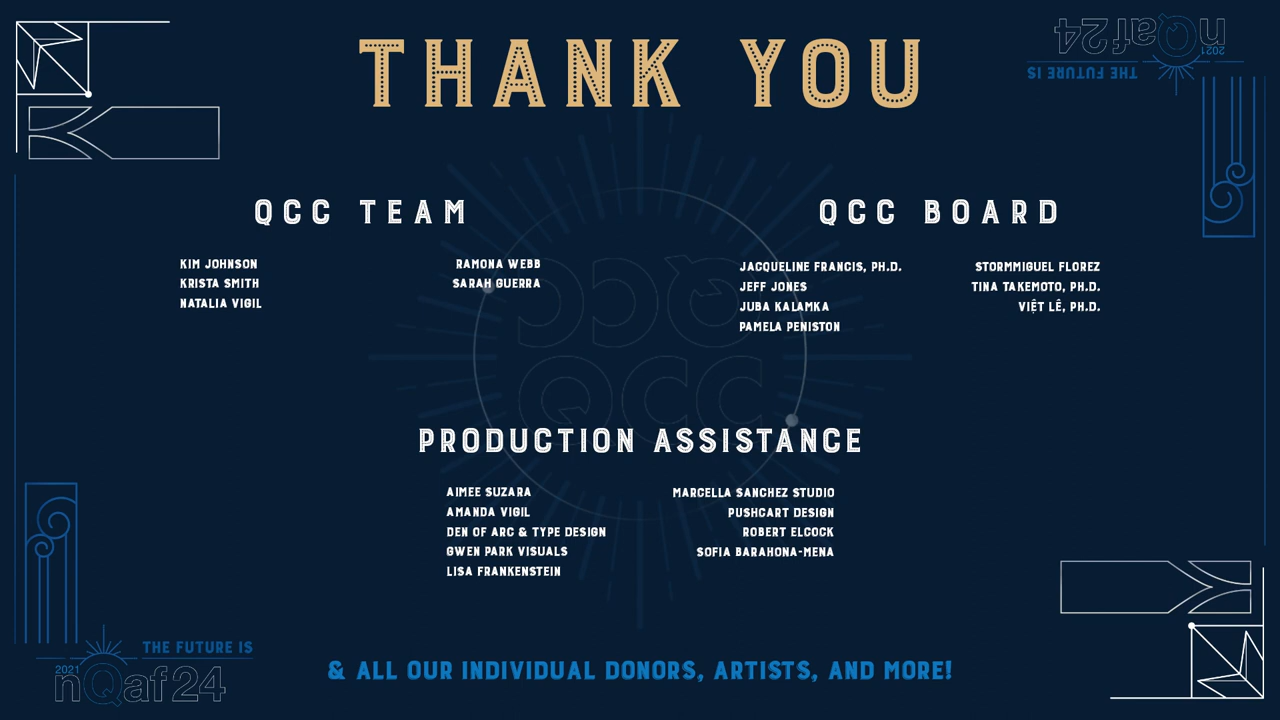 THANK YOU
nQaf24
2021
THE FUTURE IS
QCC TEAM
KIM JOHNSON
KRISTA SMITH
NATALIA VIGIL
RAMONA WEBB
SARAH GUERRA
QCC BOARD
JACQUELINE FRANCIS, PH.D.
JEFF JONES
JUBA KALAMKA
PAMELA PENISTON
STORMMIGUEL FLOREZ
TINA TAKEMOTO, PH.D.
VIỆT LÊ, PH.D.
QCC
QCC
PRODUCTION ASSISTANCE
AIMEE SUZARA
AMANDA VIGIL
DEN OF ARC & TYPE DESIGN
GWEN PARK VISUALS
LISA FRANKENSTEIN
MARCELLA SANCHEZ STUDIO
PUSHCART DESIGN
ROBERT ELCOCK
SOFIA BARAHONA-MENA
THE FUTURE IS
2021
nQaf24
& ALL OUR INDIVIDUAL DONORS, ARTISTS, AND MORE!